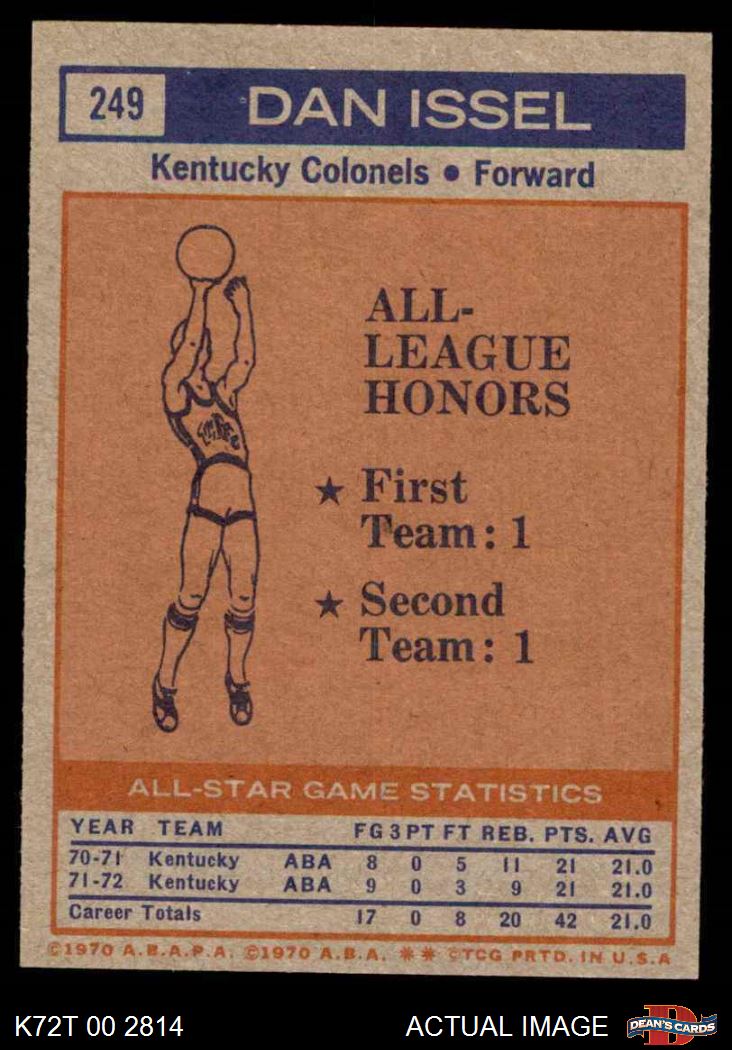 249 DAN ISSEL
Kentucky Colonels • Forward
ALL-
LEAGUE
HONORS
★ First
Team: 1
★ Second
Team: 1
ALL-STAR GAME STATISTICS
YEAR TEAM FG 3PT FT REB. PTS. AVG
70-71 Kentucky ABA 8 0 5 11 21 21.0
71-72 Kentucky ABA 9 0 3 9 21 21.0
Career Totals 17 0 8 20 42 21.0
©1970 A.B.A.P.A. ©1970 A.B.A. ** ©TCG PRTD. IN U.S.A
K72T 00 2814 ACTUAL IMAGE DEAN'S CARDS